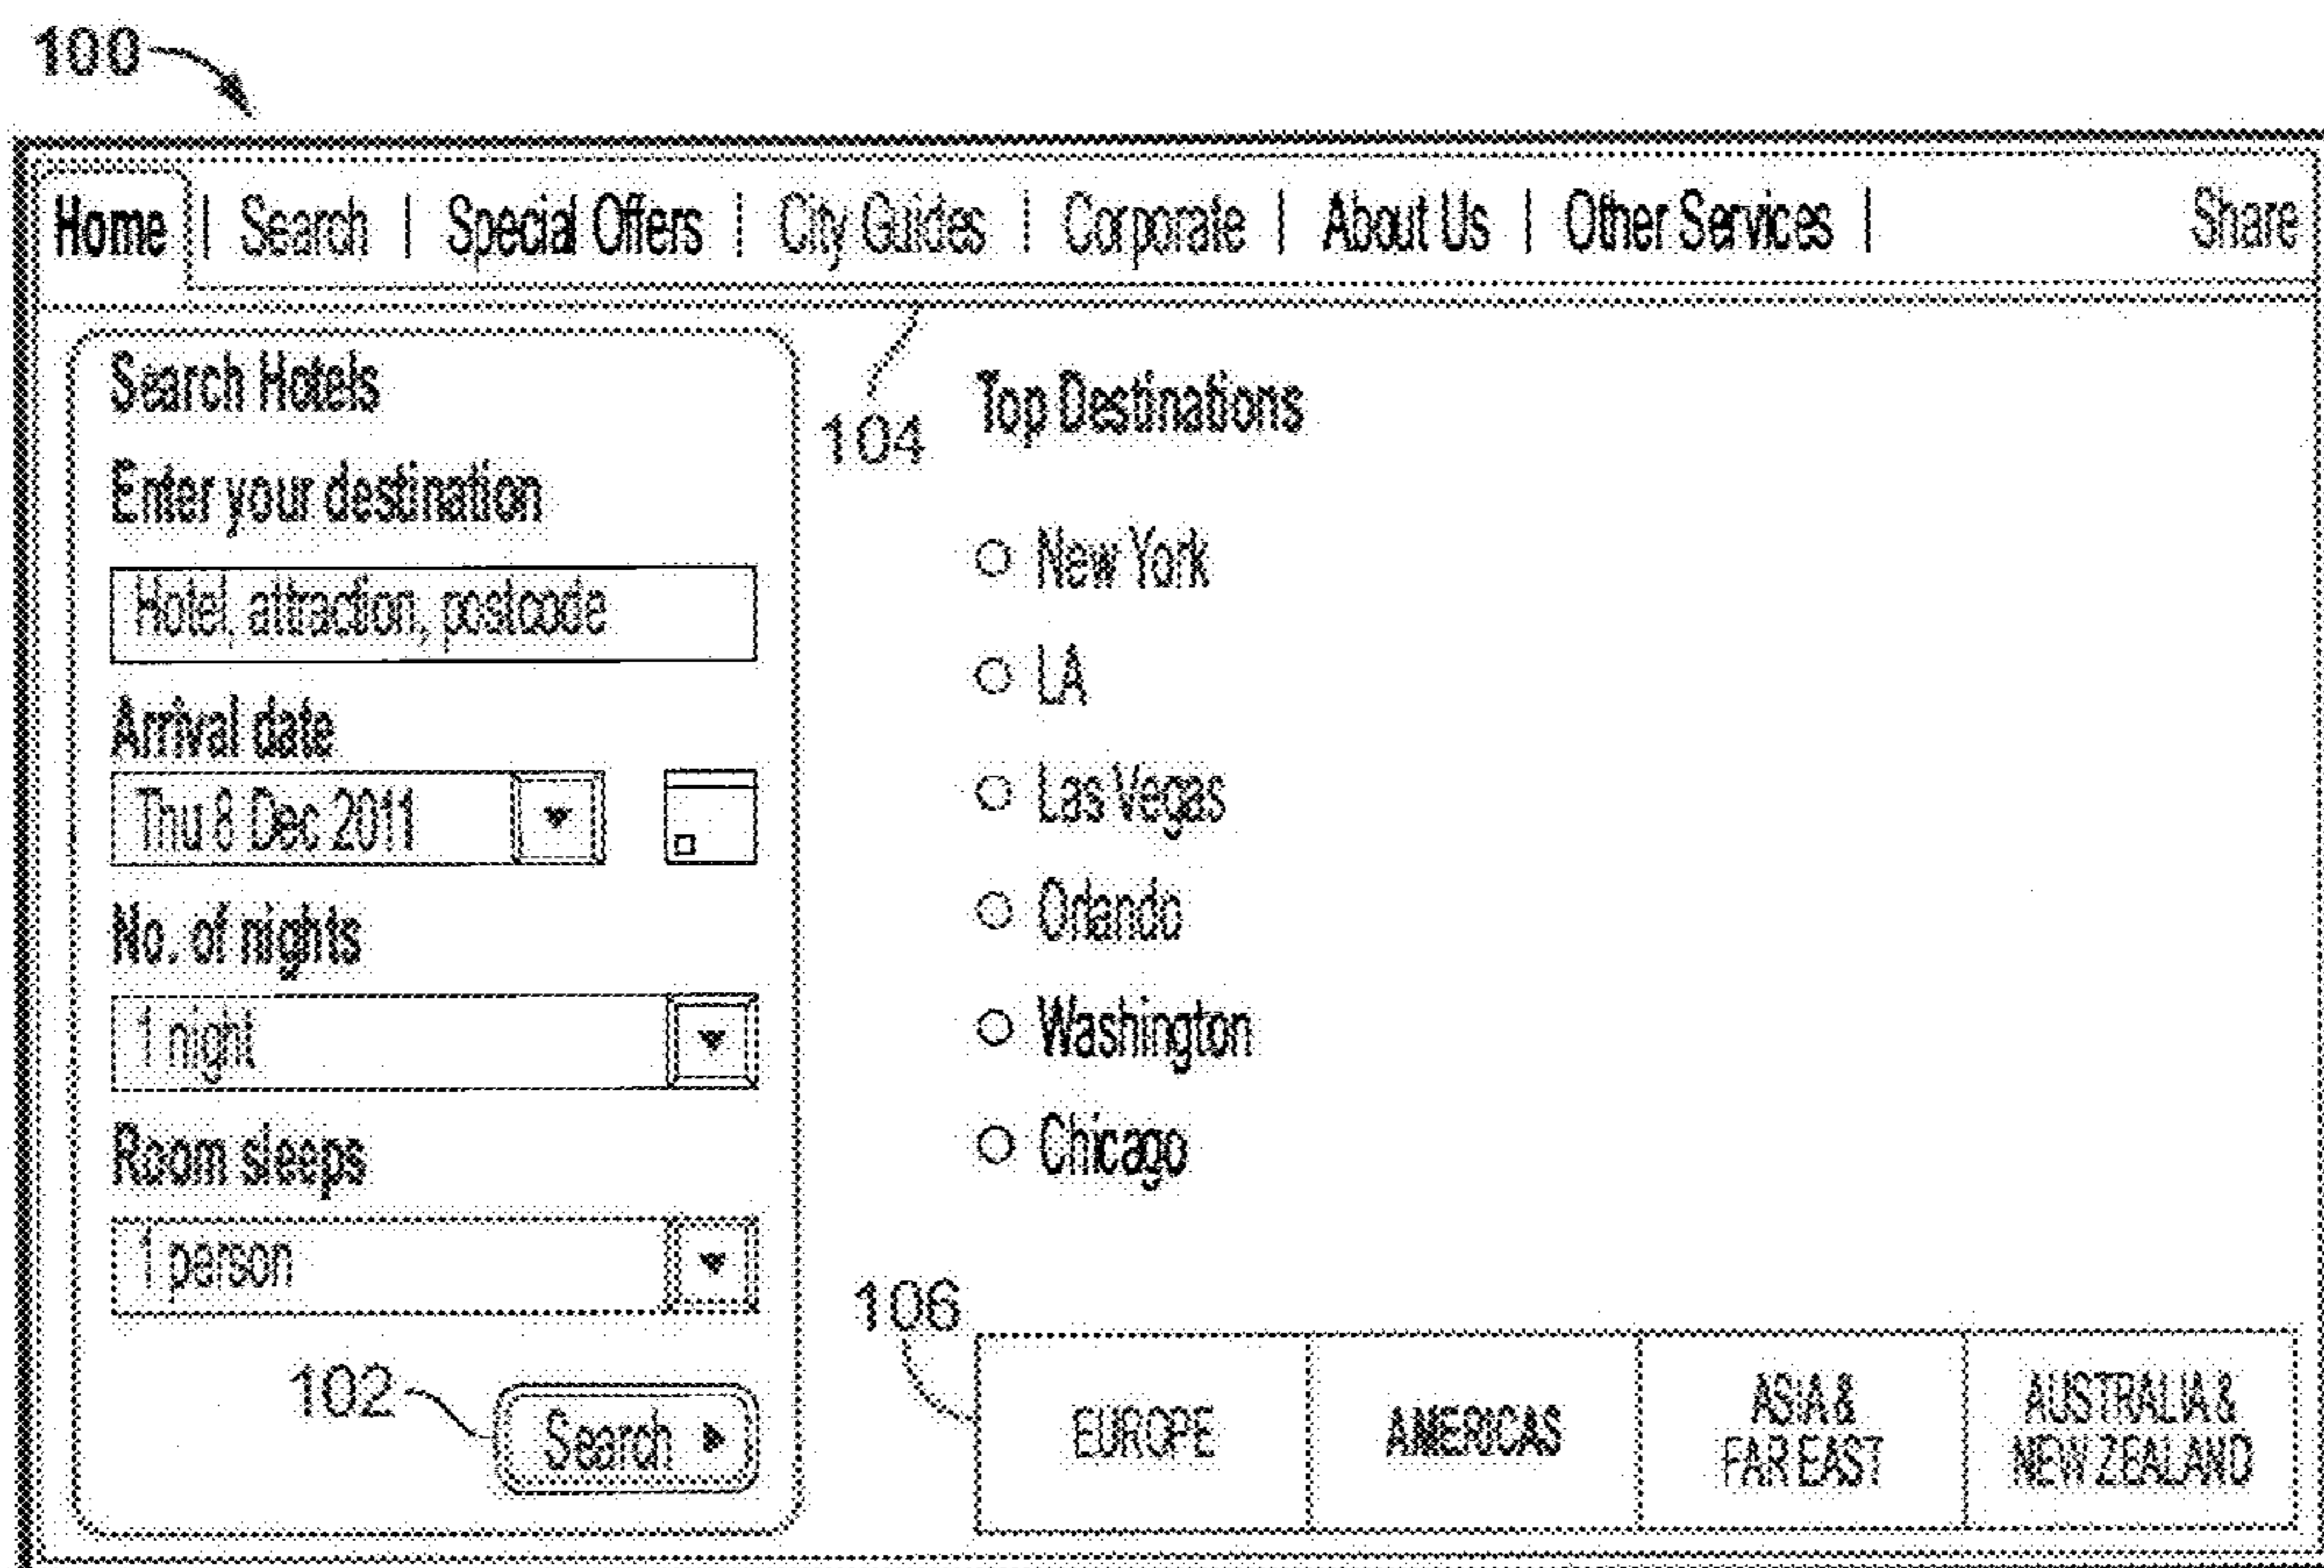 100
Home | Search | Special Offers | City Guides | Corporate | About Us | Other Services | Share
104
Search Hotels
Enter your destination
Hotel, attraction, postcode
Arrival date
Thu 8 Dec 2011
No. of nights
1 night
Room sleeps
1 person
102
Search
Top Destinations
New York
LA
Las Vegas
Orlando
Washington
Chicago
106
EUROPE
AMERICAS
ASIA &
FAR EAST
AUSTRALIA &
NEW ZEALAND